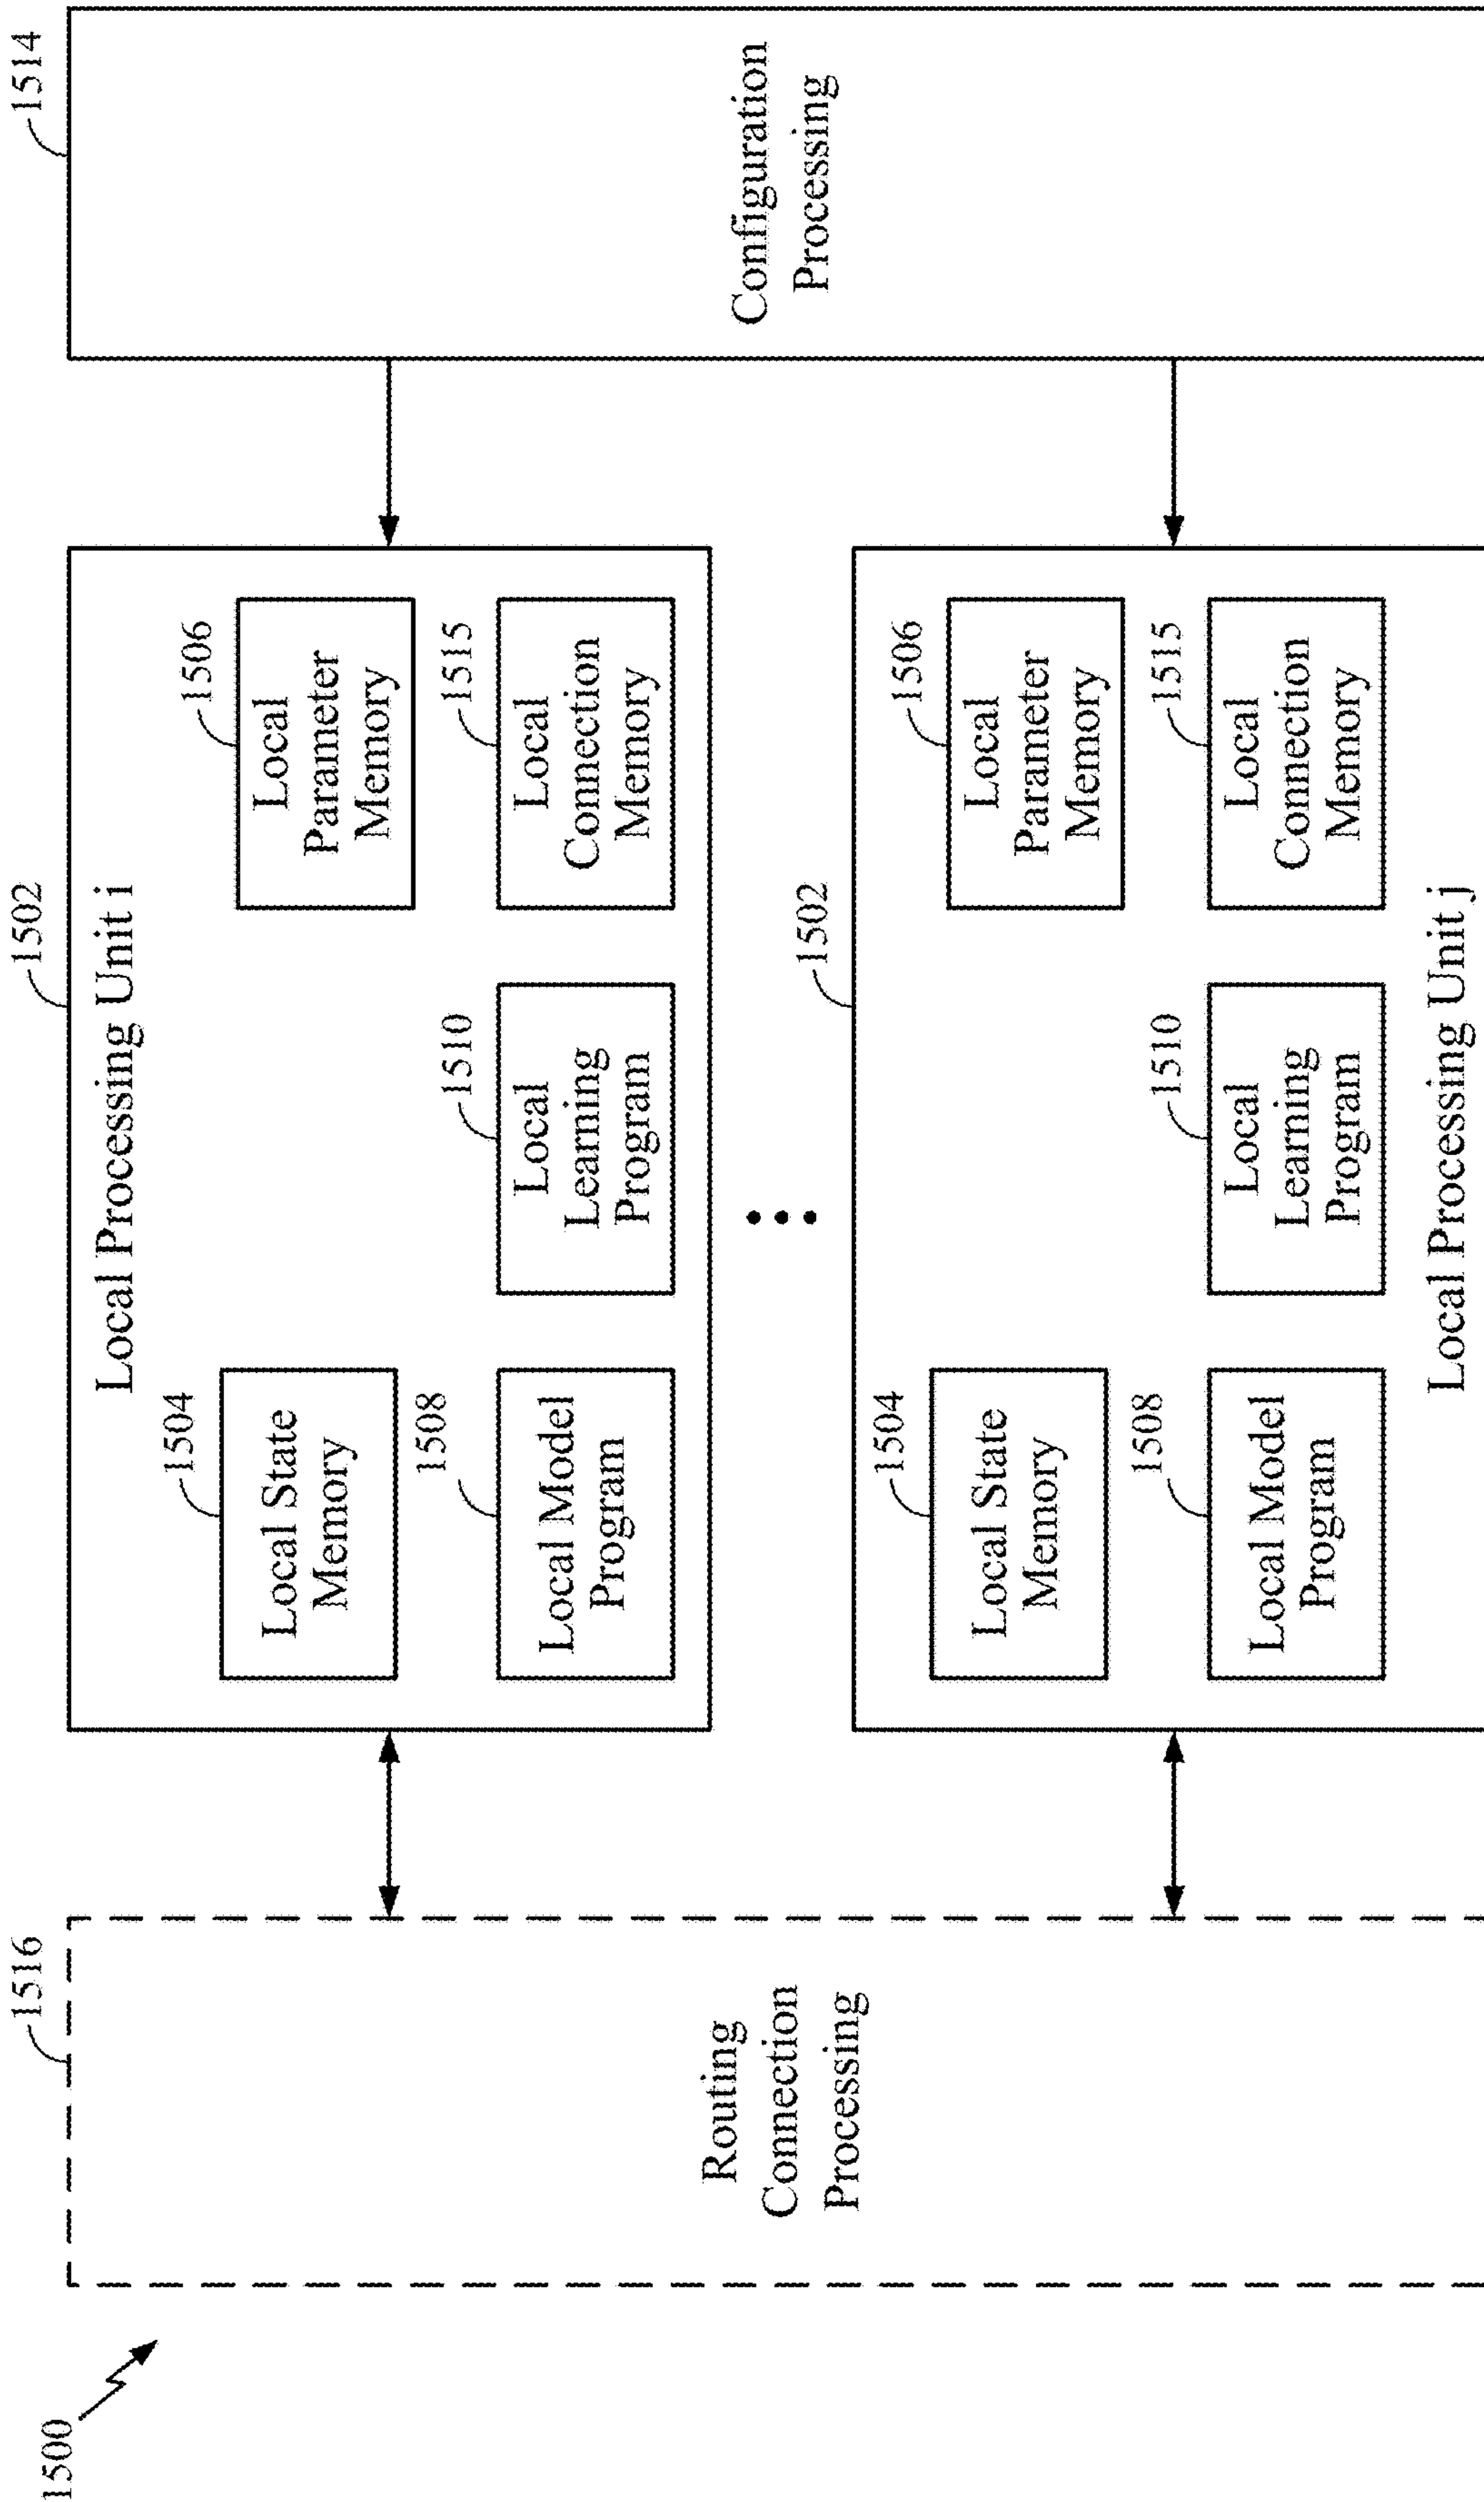 1500
1516
1502
1514
Routing
Connection
Processing
Local Processing Unit i
1504
Local State
Memory
1506
Local
Parameter
Memory
1508
Local Model
Program
1510
Local
Learning
Program
1515
Local
Connection
Memory
Configuration
Processing
1502
1504
Local State
Memory
1506
Local
Parameter
Memory
1508
Local Model
Program
1510
Local
Learning
Program
1515
Local
Connection
Memory
Local Processing Unit j